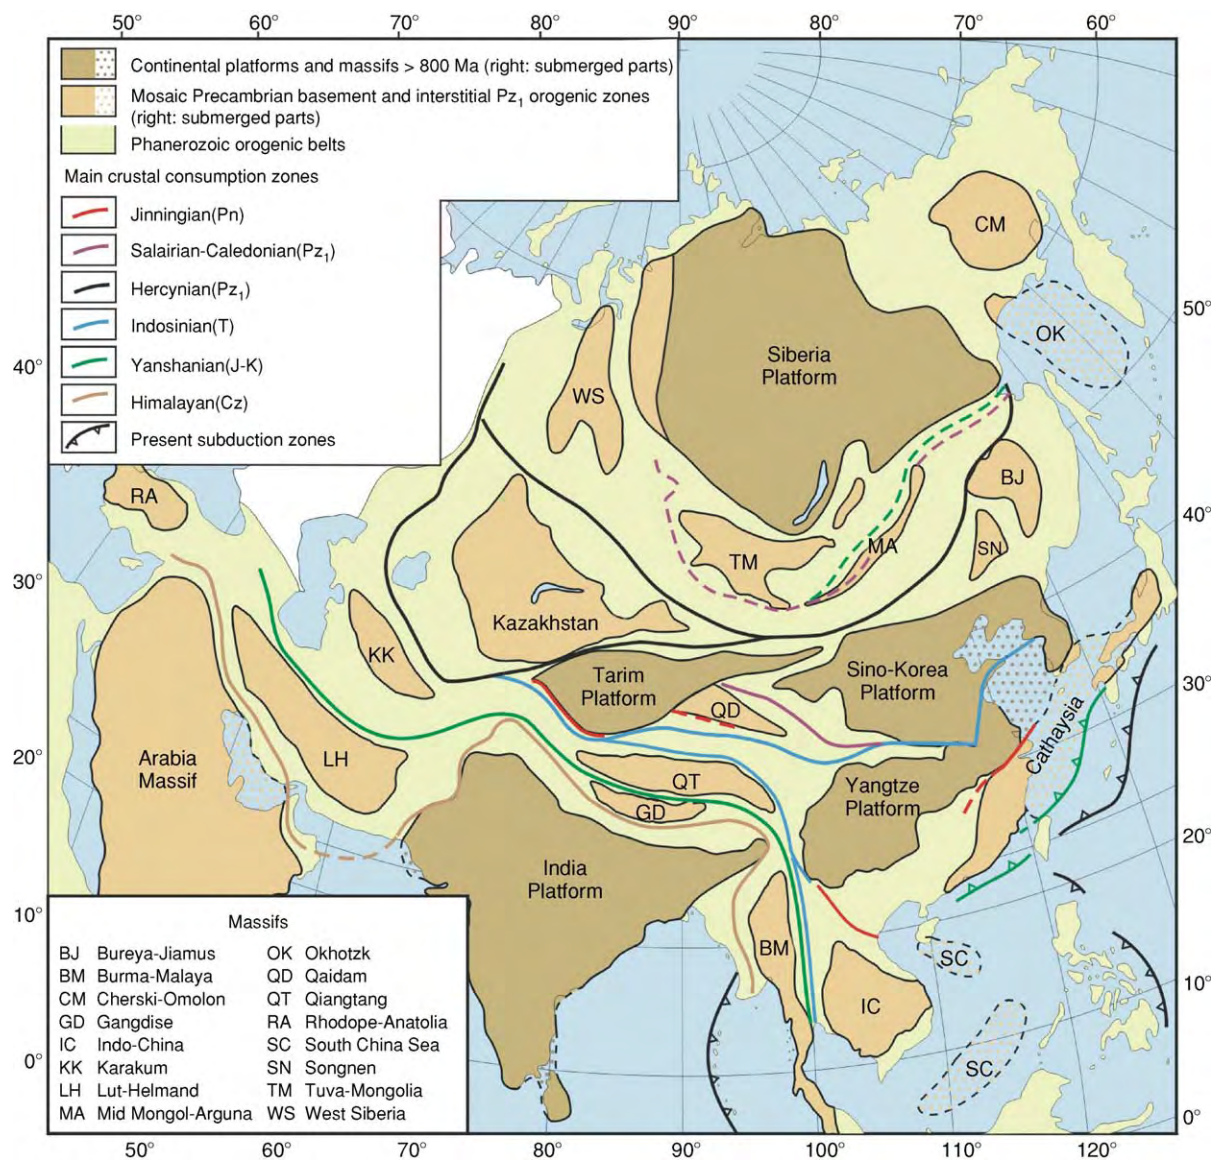 50° 60° 70° 80° 90° 80° 70° 60°
Continental platforms and massifs > 800 Ma (right: submerged parts)
Mosaic Precambrian basement and interstitial Pz1 orogenic zones
(right: submerged parts)
Phanerozoic orogenic belts
Main crustal consumption zones
Jinningian(Pn)
Salairian-Caledonian(Pz1)
Hercynian(Pz1)
Indosinian(T)
Yanshanian(J-K)
Himalayan(Cz)
Present subduction zones
CM
50°
OK
40°
Siberia
Platform
WS
RA
BJ
40°
SN
MA
TM
30°
Kazakhstan
KK
Tarim
Platform
Sino-Korea
Platform
30°
QD
Cathaysia
20°
Arabia
Massif
LH
QT
GD
Yangtze
Platform
20°
India
Platform
10°
BM
SC
IC
10°
SC
0°
0°
Massifs
BJ Bureya-Jiamus OK Okhotzk
BM Burma-Malaya QD Qaidam
CM Cherski-Omolon QT Qiangtang
GD Gangdise RA Rhodope-Anatolia
IC Indo-China SC South China Sea
KK Karakum SN Songnen
LH Lut-Helmand TM Tuva-Mongolia
MA Mid Mongol-Arguna WS West Siberia
50° 60° 70° 80° 90° 100° 110° 120°